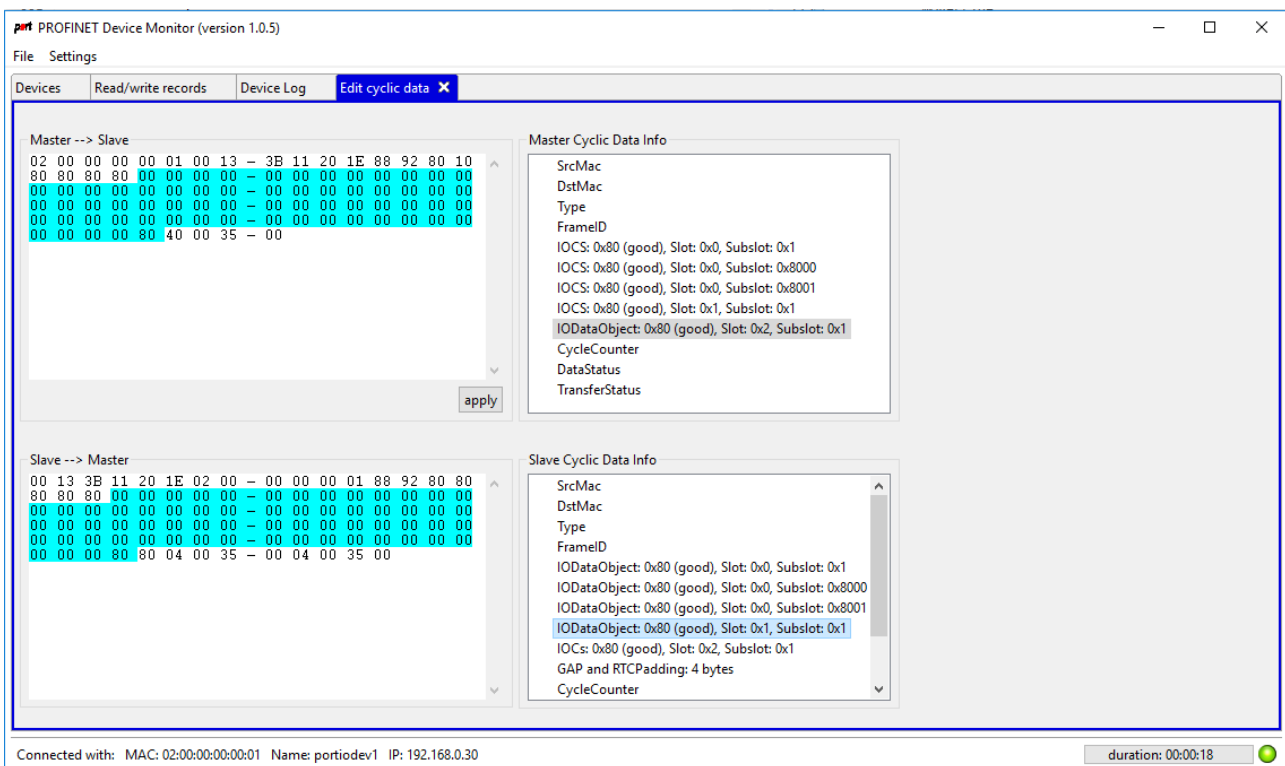 port PROFINET Device Monitor (version 1.0.5)
File Settings
Devices Read/write records Device Log Edit cyclic data
Master --> Slave
02 00 00 00 00 01 00 13 - 3B 11 20 1E 88 92 80 10
80 80 80 80 00 00 00 00 - 00 00 00 00 00 00 00 00
00 00 00 00 00 00 00 00 - 00 00 00 00 00 00 00 00
00 00 00 00 00 00 00 00 - 00 00 00 00 00 00 00 00
00 00 00 00 00 00 00 00 - 00 00 00 00 00 00 00 00
00 00 00 00 80 40 00 35 - 00
apply
Master Cyclic Data Info
SrcMac
DstMac
Type
FrameID
IOCS: 0x80 (good), Slot: 0x0, Subslot: 0x1
IOCS: 0x80 (good), Slot: 0x0, Subslot: 0x8000
IOCS: 0x80 (good), Slot: 0x0, Subslot: 0x8001
IOCS: 0x80 (good), Slot: 0x1, Subslot: 0x1
IODataObject: 0x80 (good), Slot: 0x2, Subslot: 0x1
CycleCounter
DataStatus
TransferStatus
Slave --> Master
00 13 3B 11 20 1E 02 00 - 00 00 00 01 88 92 80 80
80 80 80 00 00 00 00 00 - 00 00 00 00 00 00 00 00
00 00 00 00 00 00 00 00 - 00 00 00 00 00 00 00 00
00 00 00 00 00 00 00 00 - 00 00 00 00 00 00 00 00
00 00 00 00 00 00 00 00 - 00 00 00 00 00 00 00 00
00 00 00 80 80 04 00 35 - 00 04 00 35 00
Slave Cyclic Data Info
SrcMac
DstMac
Type
FrameID
IODataObject: 0x80 (good), Slot: 0x0, Subslot: 0x1
IODataObject: 0x80 (good), Slot: 0x0, Subslot: 0x8000
IODataObject: 0x80 (good), Slot: 0x0, Subslot: 0x8001
IODataObject: 0x80 (good), Slot: 0x1, Subslot: 0x1
IOCs: 0x80 (good), Slot: 0x2, Subslot: 0x1
GAP and RTCPadding: 4 bytes
CycleCounter
Connected with: MAC: 02:00:00:00:00:01 Name: portiodev1 IP: 192.168.0.30
duration: 00:00:18